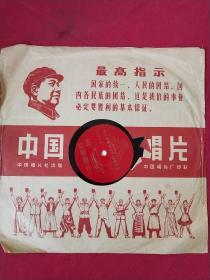 最高指示
国家的统一，人民的团结，国
内各民族的团结，这是我们的事业
必定要胜利的基本保证。
中国 唱片
中国唱片社出版 中国唱片厂印制